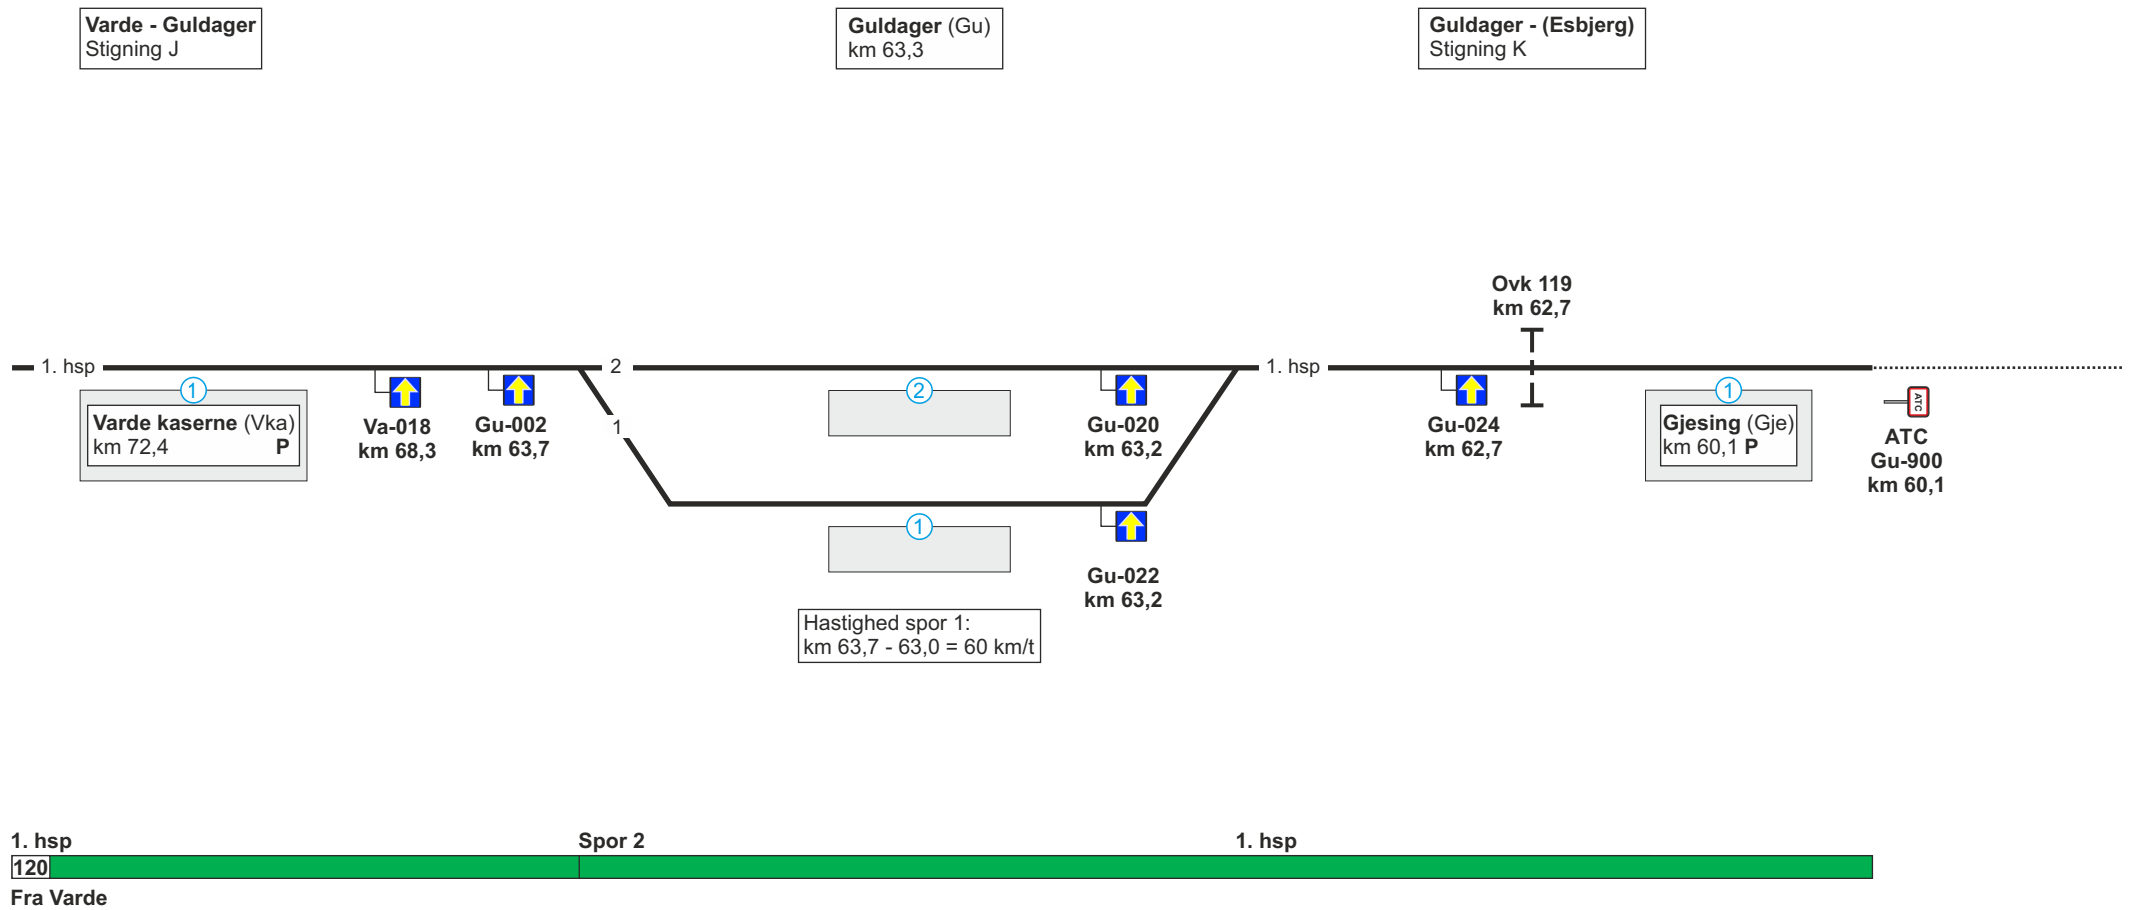 Varde - Guldager
Stigning J
Guldager (Gu)
km 63,3
Guldager - (Esbjerg)
Stigning K
Ovk 119
km 62,7
1. hsp
2
1. hsp
1
Varde kaserne (Vka)
km 72,4 P
Va-018
km 68,3
Gu-002
km 63,7
1
2
Gu-020
km 63,2
Gu-024
km 62,7
1
Gjesing (Gje)
km 60,1 P
ATC
ATC
Gu-900
km 60,1
1
Gu-022
km 63,2
Hastighed spor 1:
km 63,7 - 63,0 = 60 km/t
1. hsp
Spor 2
1. hsp
120
Fra Varde